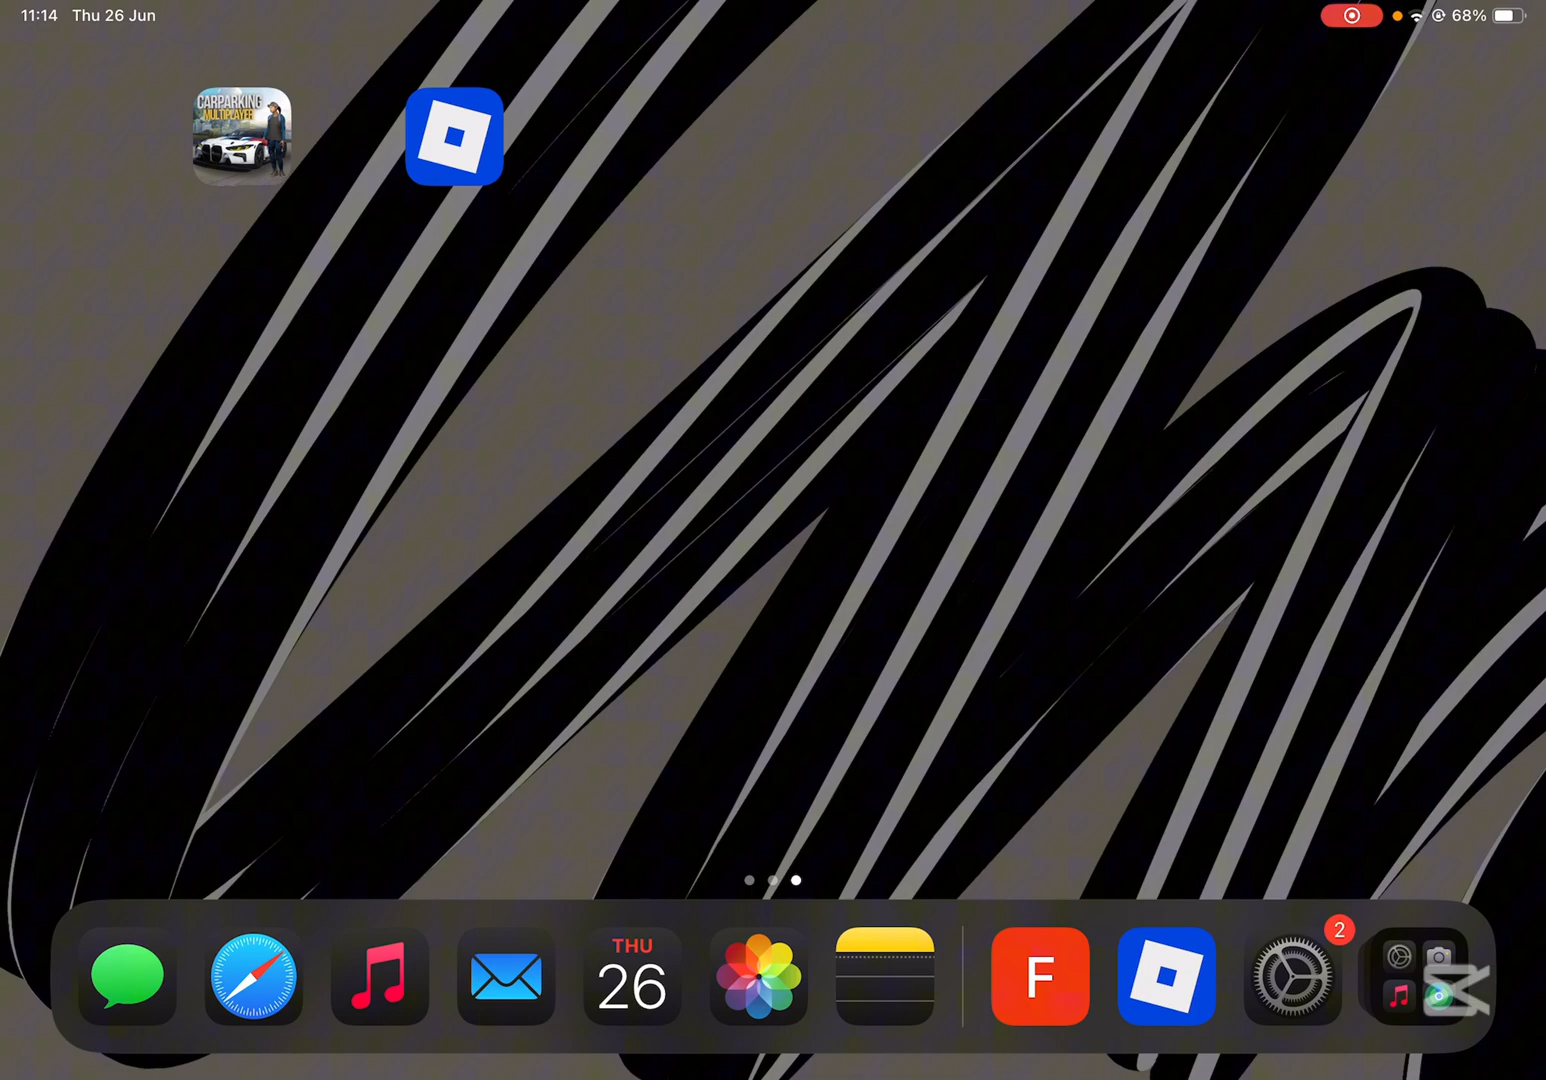 11:14 Thu 26 Jun
68%
CARPARKING
MULTIPLAYER
THU
26
F
2